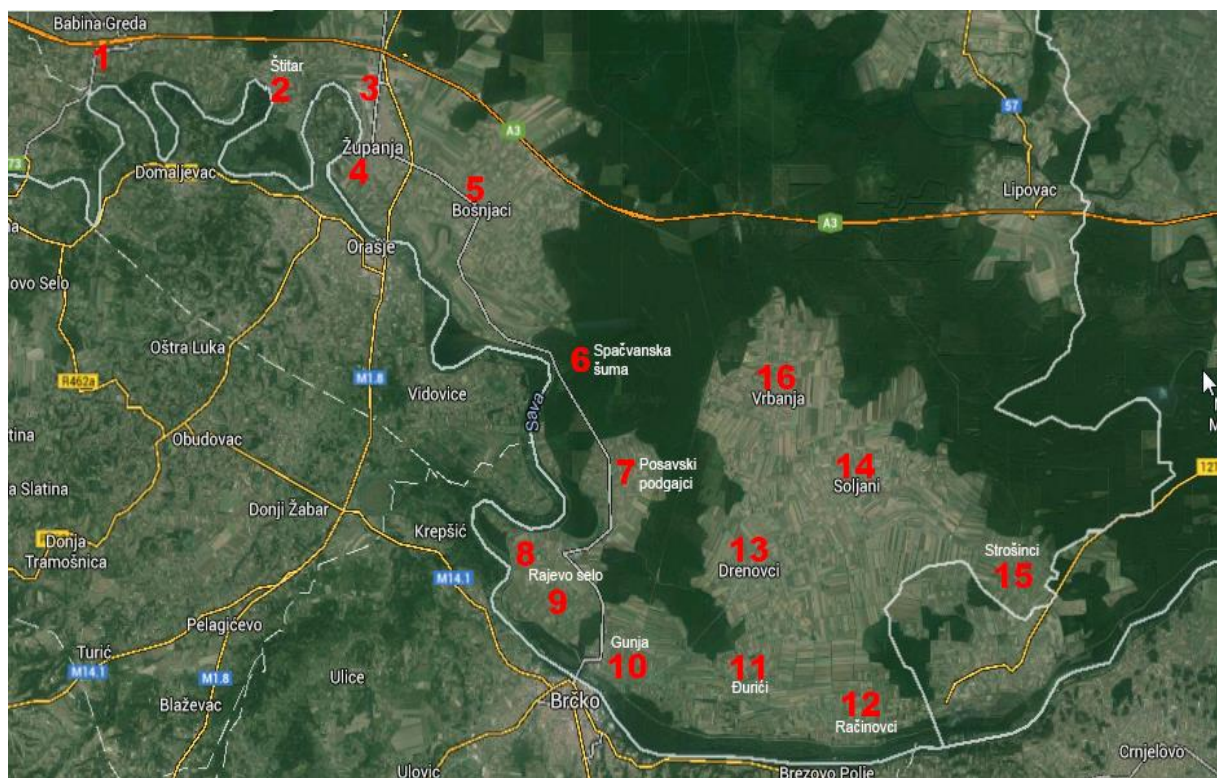 Babina Greda
1
Štitar
2
3
57
A3
73
Domaljevac
Županja
4
5
Bošnjaci
Lipovac
A3
na
Orašje
ovo Selo
Oštra Luka
6 Spačvanska
šuma
16
Vrbanja
R462a
M1.8
Vidovice
Sava
M
tina
Obudovac
7 Posavski
podgajci
14
Soljani
121
a Slatina
Donji Žabar
Krepšić
8
13
Strošinci
Donja
Tramošnica
Rajevo selo
Drenovci
15
M14.1
9
Pelagićevo
Turić
Gunja
10
11
M14.1
M1.8
Ulice
Đurići
Blaževac
Brčko
12
Račinovci
Crnjelovo
Ulovic
Brezovo Polje